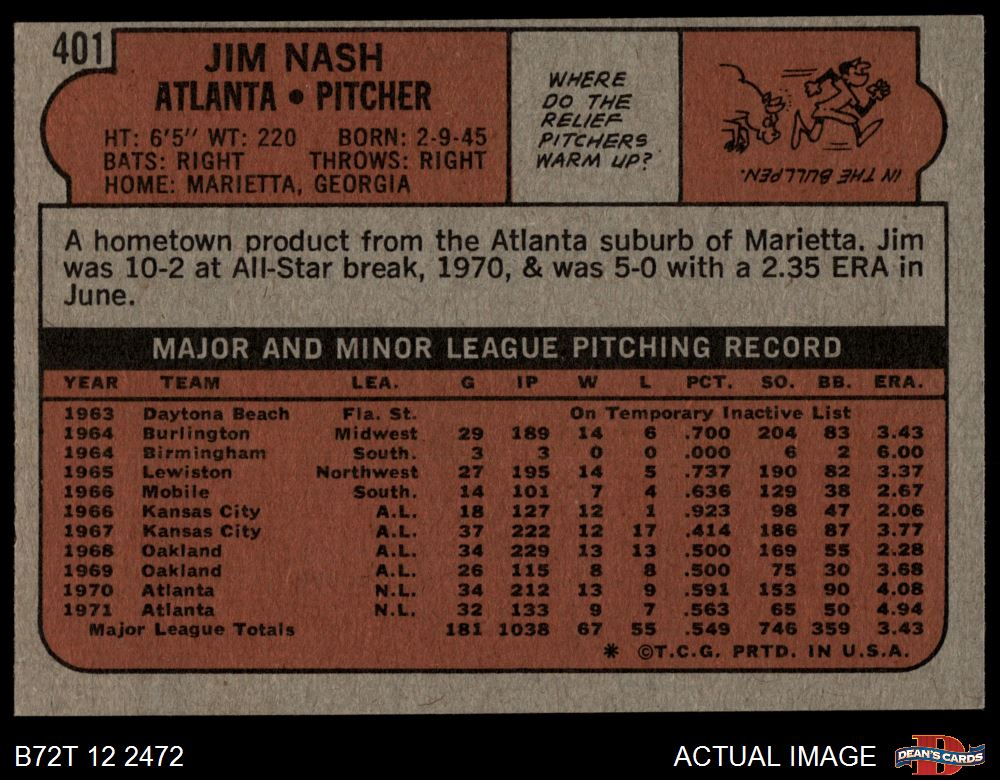 401
JIM NASH
ATLANTA • PITCHER
HT: 6'5" WT: 220 BORN: 2-9-45
BATS: RIGHT THROWS: RIGHT
HOME: MARIETTA, GEORGIA
WHERE
DO THE
RELIEF
PITCHERS
WARM UP?
IN THE BULLPEN.
A hometown product from the Atlanta suburb of Marietta. Jim
was 10-2 at All-Star break, 1970, & was 5-0 with a 2.35 ERA in
June.
MAJOR AND MINOR LEAGUE PITCHING RECORD
YEAR TEAM LEA. G IP W L PCT. SO. BB. ERA.
1963 Daytona Beach Fla. St. On Temporary Inactive List
1964 Burlington Midwest 29 189 14 6 .700 204 83 3.43
1964 Birmingham South. 3 3 0 0 .000 6 2 6.00
1965 Lewiston Northwest 27 195 14 5 .737 190 82 3.37
1966 Mobile South. 14 101 7 4 .636 129 38 2.67
1966 Kansas City A.L. 18 127 12 1 .923 98 47 2.06
1967 Kansas City A.L. 37 222 12 17 .414 186 87 3.77
1968 Oakland A.L. 34 229 13 13 .500 169 55 2.28
1969 Oakland A.L. 26 115 8 8 .500 75 30 3.68
1970 Atlanta N.L. 34 212 13 9 .591 153 90 4.08
1971 Atlanta N.L. 32 133 9 7 .563 65 50 4.94
Major League Totals 181 1038 67 55 .549 746 359 3.43
* ©T.C.G. PRTD. IN U.S.A.
B72T 12 2472
ACTUAL IMAGE
D
DEAN'S CARDS